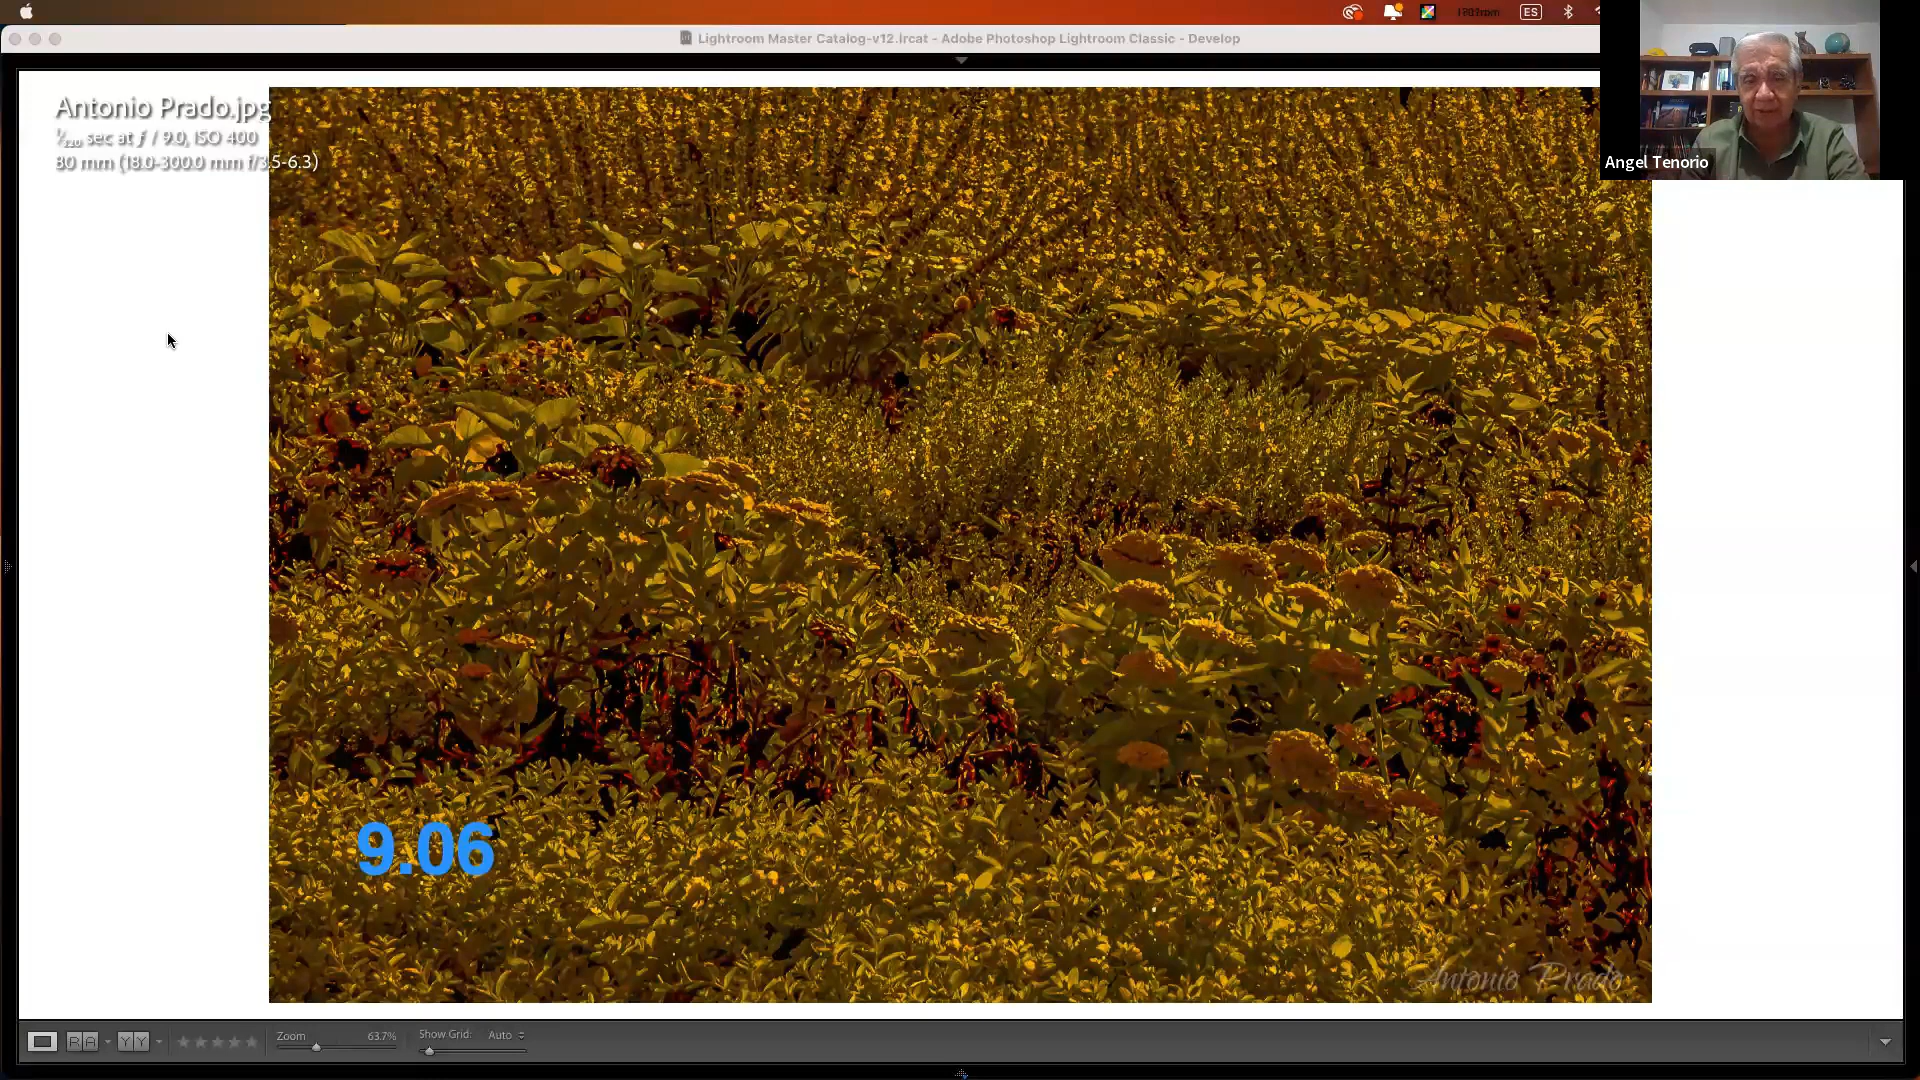 ES
Lightroom Master Catalog-v12.lrcat - Adobe Photoshop Lightroom Classic - Develop
Antonio Prado.jpg
1/220 sec at ƒ / 9.0, ISO 400
80 mm (18.0-300.0 mm f/3.5-6.3)
Angel Tenorio
9.06
Antonio Prado
R A
Y Y
Zoom 63.7% Show Grid: Auto